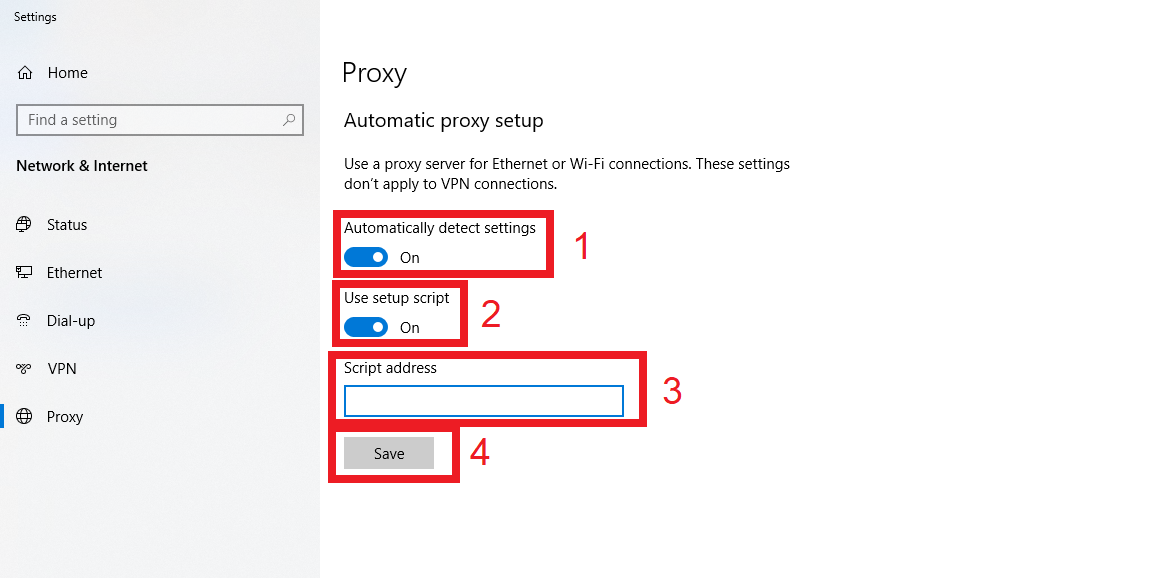 Settings
Home
Find a setting
Network & Internet
Status
Ethernet
Dial-up
VPN
Proxy
Proxy
Automatic proxy setup
Use a proxy server for Ethernet or Wi-Fi connections. These settings
don't apply to VPN connections.
Automatically detect settings
On
1
Use setup script
On
2
Script address
3
Save
4